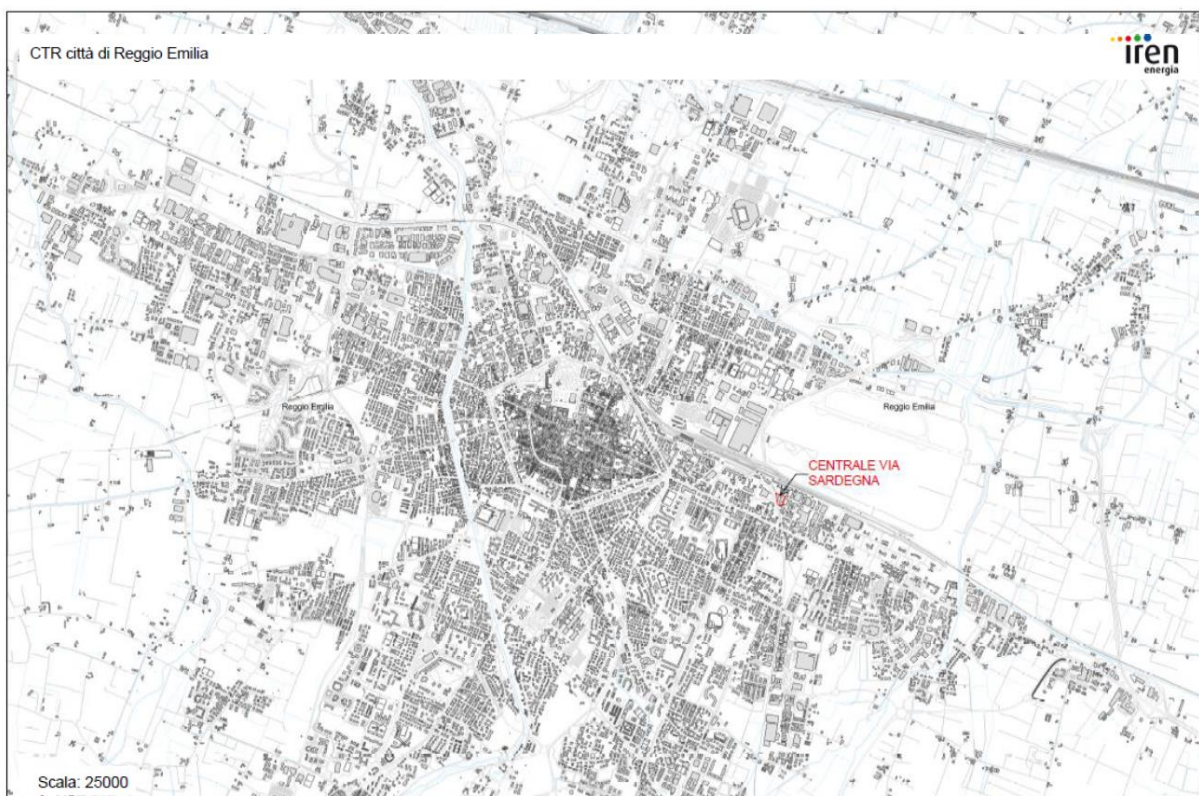 CTR città di Reggio Emilia
iren
energia
Reggio Emilia
Reggio Emilia
CENTRALE VIA
SARDEGNA
Scala: 25000